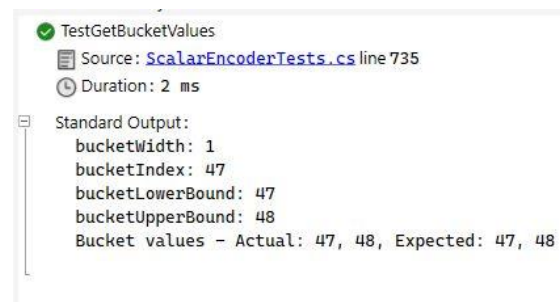 TestGetBucketValues
Source: ScalarEncoderTests.cs line 735
Duration: 2 ms
Standard Output:
bucketWidth: 1
bucketIndex: 47
bucketLowerBound: 47
bucketUpperBound: 48
Bucket values - Actual: 47, 48, Expected: 47, 48